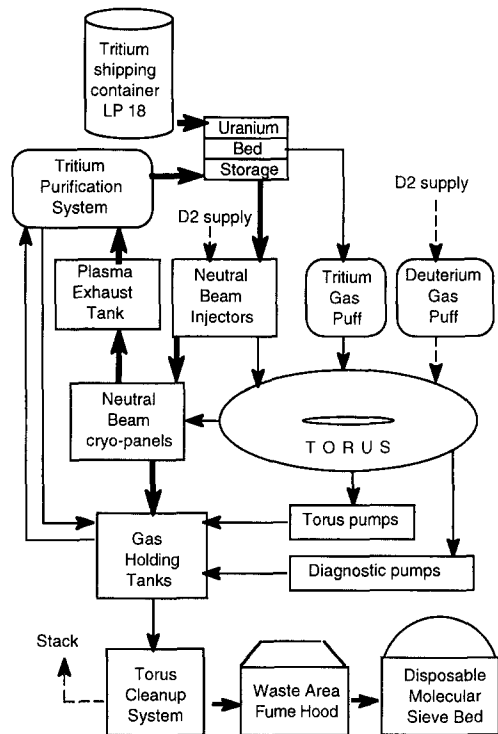 Tritium
shipping
container
LP 18
Uranium
Bed
Storage
Tritium
Purification
System
D2 supply
D2 supply
Plasma
Exhaust
Tank
Neutral
Beam
Injectors
Tritium
Gas
Puff
Deuterium
Gas
Puff
Neutral
Beam
cryo-panels
TORUS
Torus pumps
Gas
Holding
Tanks
Diagnostic pumps
Stack
Torus
Cleanup
System
Waste Area
Fume Hood
Disposable
Molecular
Sieve Bed